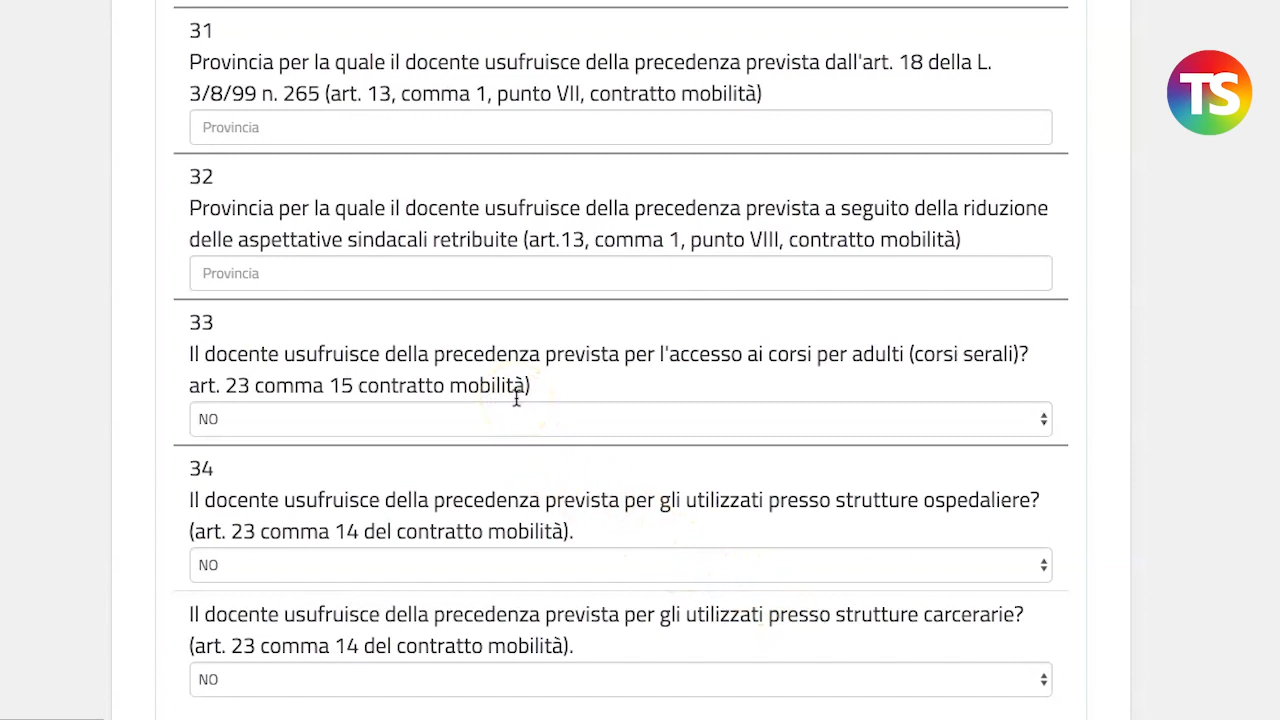 31
Provincia per la quale il docente usufruisce della precedenza prevista dall'art. 18 della L.
3/8/99 n. 265 (art. 13, comma 1, punto VII, contratto mobilità)
Provincia
32
Provincia per la quale il docente usufruisce della precedenza prevista a seguito della riduzione
delle aspettative sindacali retribuite (art.13, comma 1, punto VIII, contratto mobilità)
Provincia
33
Il docente usufruisce della precedenza prevista per l'accesso ai corsi per adulti (corsi serali)?
art. 23 comma 15 contratto mobilità)
NO
34
Il docente usufruisce della precedenza prevista per gli utilizzati presso strutture ospedaliere?
(art. 23 comma 14 del contratto mobilità).
NO
Il docente usufruisce della precedenza prevista per gli utilizzati presso strutture carcerarie?
(art. 23 comma 14 del contratto mobilità).
NO
TS